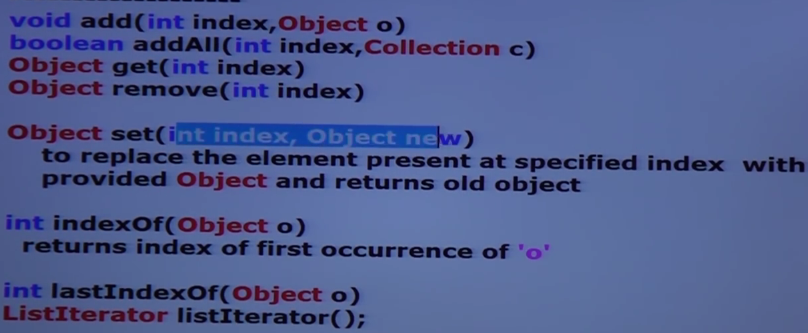 void add(int index,Object o)
boolean addAll(int index,Collection c)
Object get(int index)
Object remove(int index)
Object set(int index, Object new)
to replace the element present at specified index with
provided Object and returns old object
int indexOf(Object o)
returns index of first occurrence of 'o'
int lastIndexOf(Object o)
ListIterator listIterator();